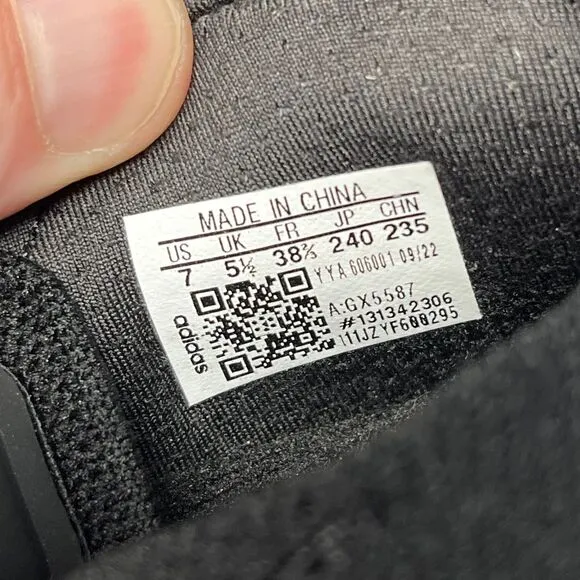 MADE IN CHINA
US UK FR JP CHN
7 5½ 38⅔ 240 235
YYA 606001 09/22
A:GX5587
#131342306
adidas